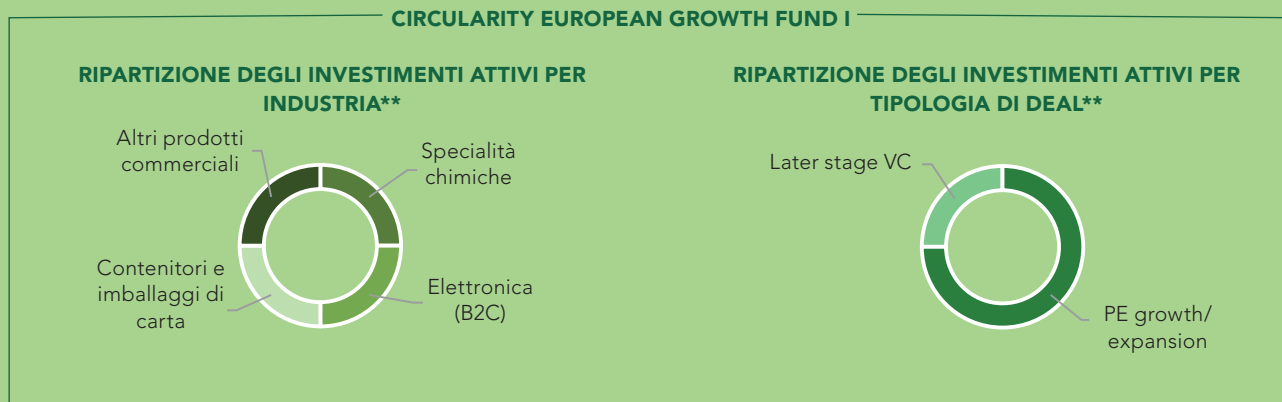 CIRCULARITY EUROPEAN GROWTH FUND I
RIPARTIZIONE DEGLI INVESTIMENTI ATTIVI PER
INDUSTRIA**
Altri prodotti
commerciali
Specialità
chimiche
Contenitori e
imballaggi di
carta
Elettronica
(B2C)
RIPARTIZIONE DEGLI INVESTIMENTI ATTIVI PER
TIPOLOGIA DI DEAL**
Later stage VC
PE growth/
expansion